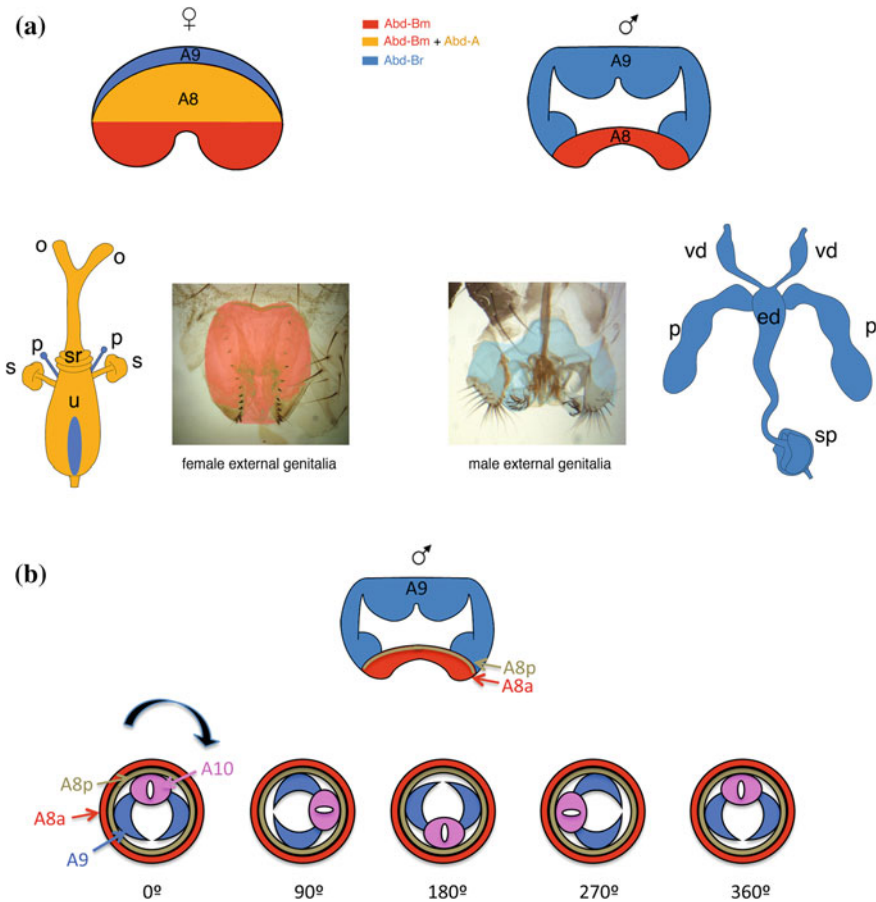 (a)
♀
Abd-Bm
Abd-Bm + Abd-A
Abd-Br
♂
A9
A8
A9
A8
o
o
p
p
s
sr
s
u
female external genitalia
male external genitalia
vd
vd
p
ed
p
sp
(b)
♂
A9
A8p
A8a
A8p
A10
A8a
A9
0º
90º
180º
270º
360º